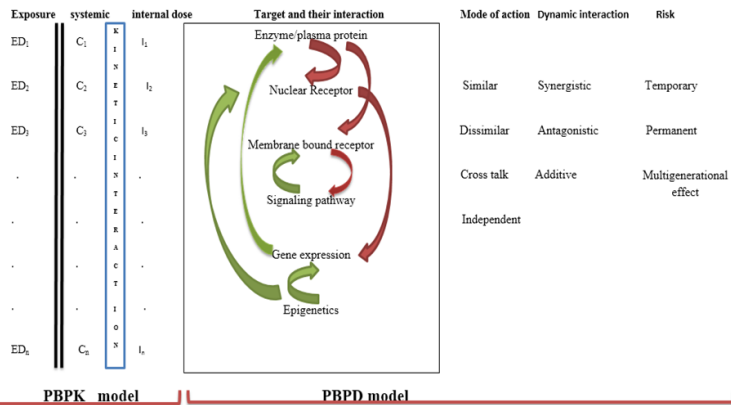 Exposure systemic internal dose Target and their interaction Mode of action Dynamic interaction Risk
ED1 C1 I1 Enzyme/plasma protein
Nuclear Receptor
ED2 C2 I2 Similar Synergistic Temporary
ED3 C3 I3 Dissimilar Antagonistic Permanent
Membrane bound receptor
. . . Cross talk Additive Multigenerational
effect
Signaling pathway
. . . Independent
Gene expression
. . .
. . .
Epigenetics
EDn Cn In
K
I
N
E
T
I
C
I
N
T
E
R
A
C
T
I
O
N
PBPK model PBPD model